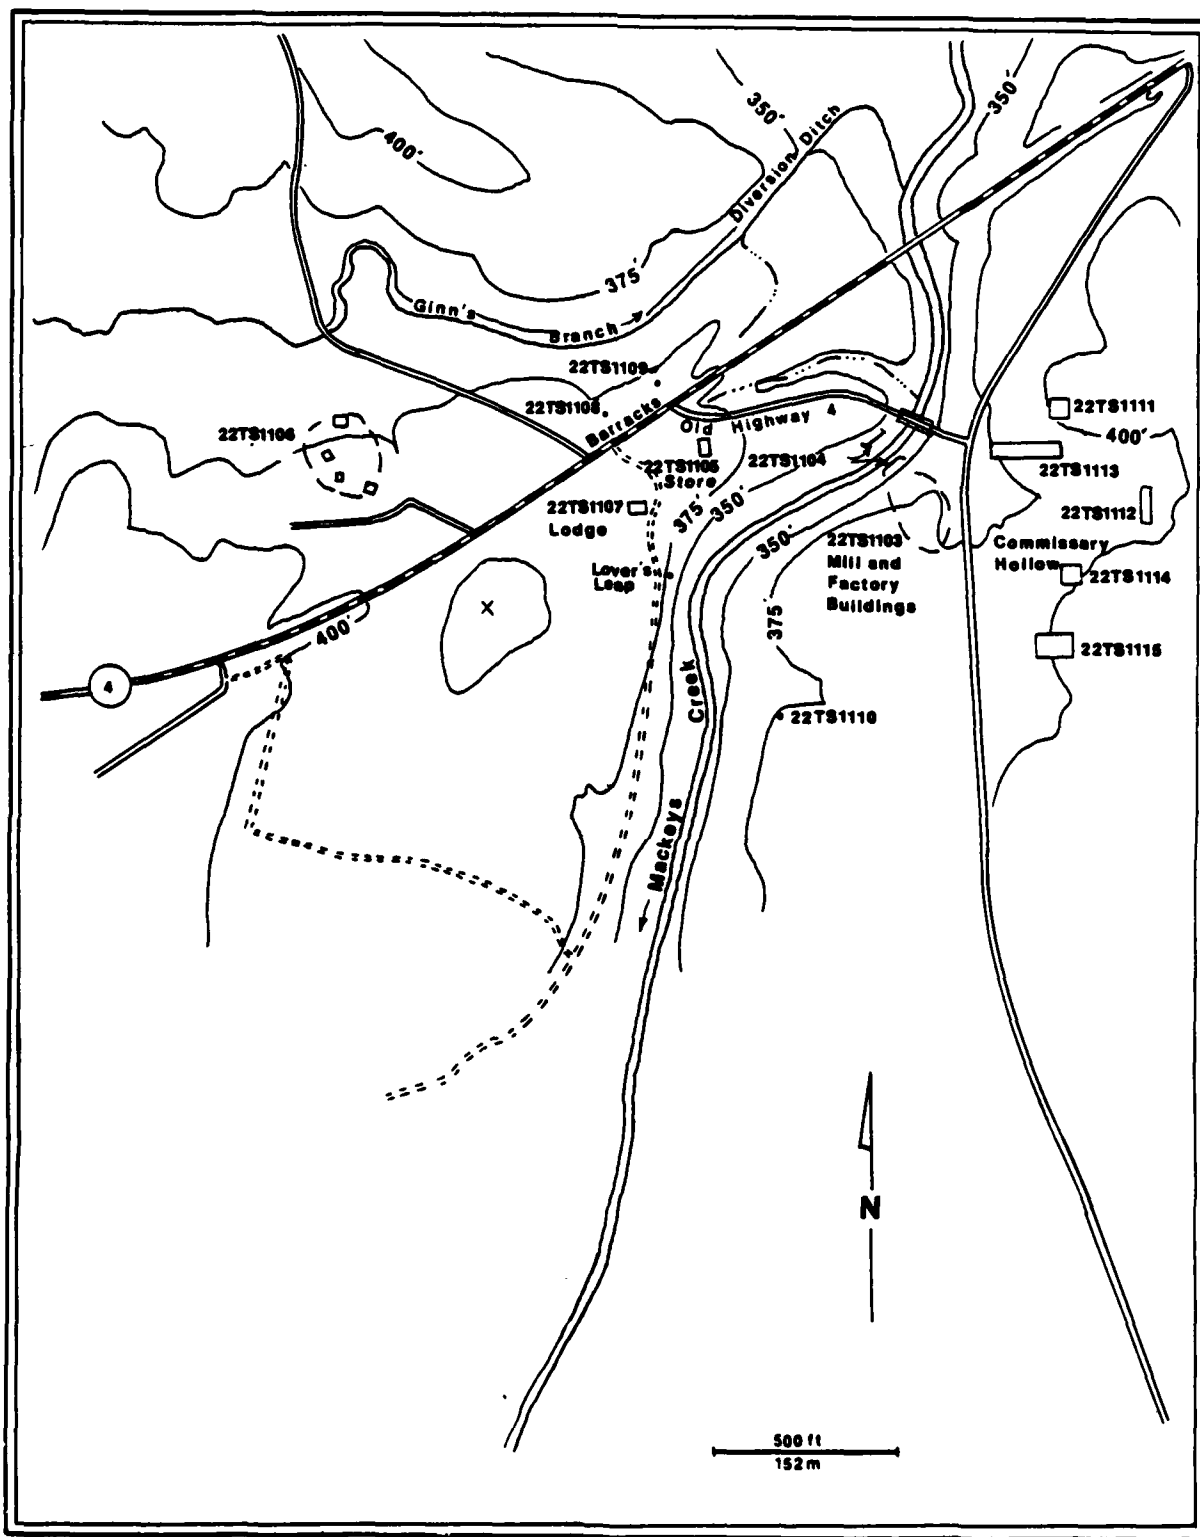 350'
350'
400'
Diversion Ditch
375'
Ginn's
Branch
22TS1109
22TS1108
Barracks
Old Highway 4
22TS1106
22TS1105
Store
22TS1104
22TS1111
400'
22TS1113
22TS1112
22TS1107
Lodge
375'
350'
350'
22TS1103
Mill and
Factory
Buildings
Commissary
Hollow
22TS1114
Lover's
Leap
X
375
400'
22TS1115
4
Creek
22TS1110
Mackeys
N
500 ft
152 m